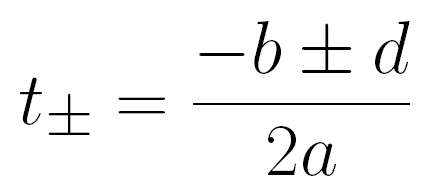 t± = (-b ± d) / 2a